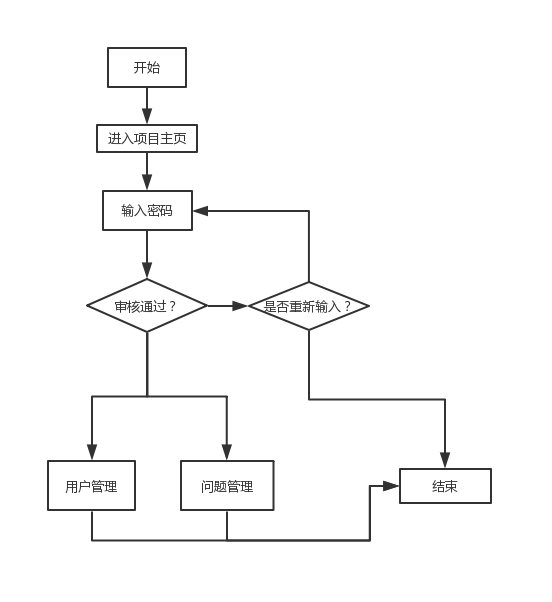 开始
进入项目主页
输入密码
审核通过？
是否重新输入？
用户管理
问题管理
结束